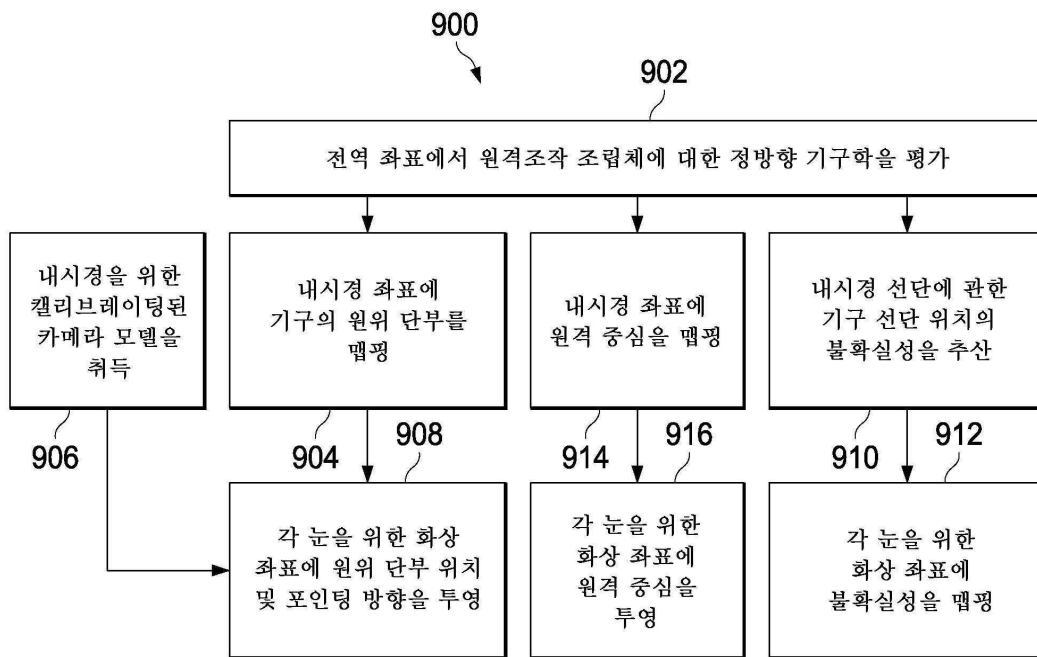 900
902
전역 좌표에서 원격조작 조립체에 대한 정방향 기구학을 평가
내시경을 위한
캘리브레이팅된
카메라 모델을
취득
내시경 좌표에
기구의 원위 단부를
맵핑
내시경 좌표에
원격 중심을 맵핑
내시경 선단에 관한
기구 선단 위치의
불확실성을 추산
906
904
908
914
916
910
912
각 눈을 위한 화상
좌표에 원위 단부 위치
및 포인팅 방향을 투영
각 눈을 위한
화상 좌표에
원격 중심을
투영
각 눈을 위한
화상 좌표에
불확실성을 맵핑